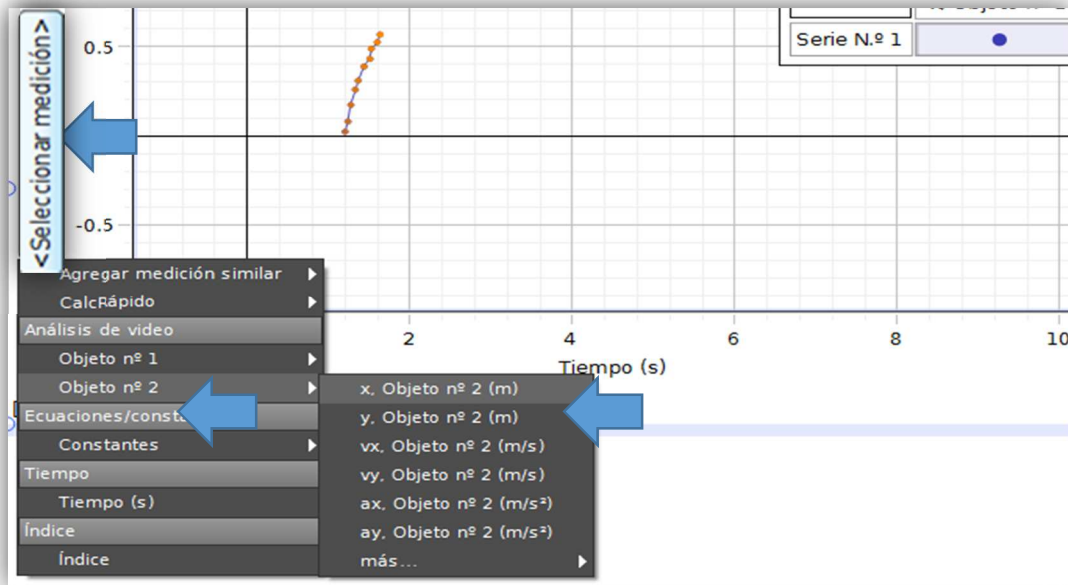 <Seleccionar medición>
0.5
-0.5
Serie N.º 1
2
4
6
8
10
Tiempo (s)
Agregar medición similar
CalcRápido
Análisis de video
Objeto nº 1
Objeto nº 2
Ecuaciones/const
Constantes
Tiempo
Tiempo (s)
Índice
Índice
x, Objeto nº 2 (m)
y, Objeto nº 2 (m)
vx, Objeto nº 2 (m/s)
vy, Objeto nº 2 (m/s)
ax, Objeto nº 2 (m/s²)
ay, Objeto nº 2 (m/s²)
más...